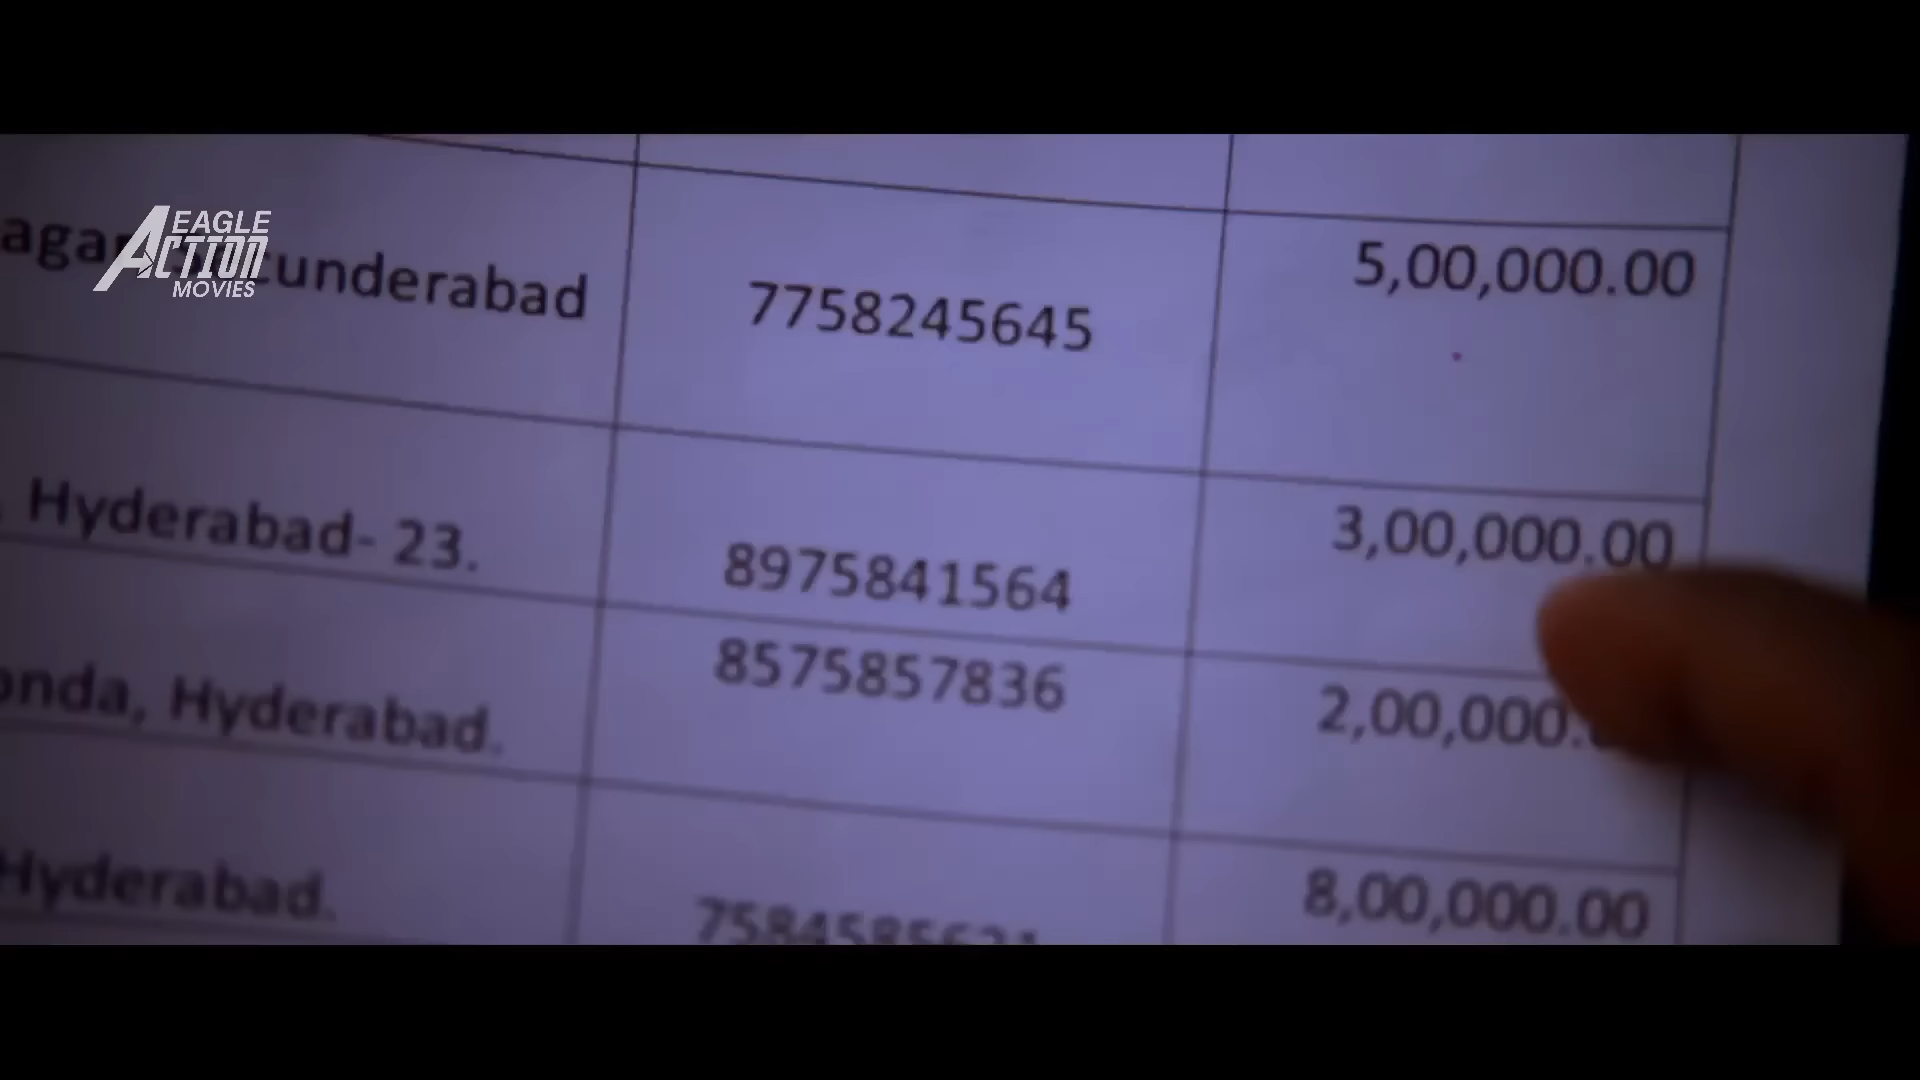 EAGLE
ACTION
MOVIES
cunderabad
7758245645
5,00,000.00
Hyderabad- 23.
8975841564
3,00,000.00
onda, Hyderabad.
8575857836
2,00,000.
Hyderabad.
8,00,000.00